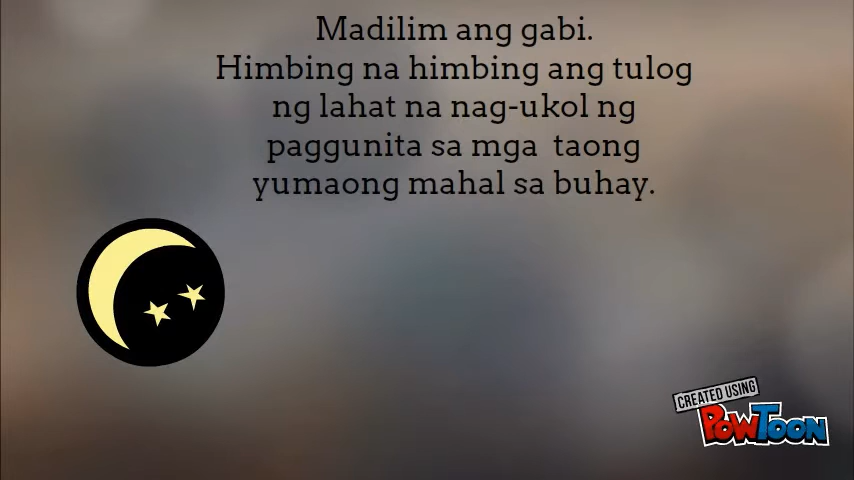 Madilim ang gabi.
Himbing na himbing ang tulog
ng lahat na nag-ukol ng
paggunita sa mga  taong
yumaong mahal sa buhay.
CREATED USING
POWTOON